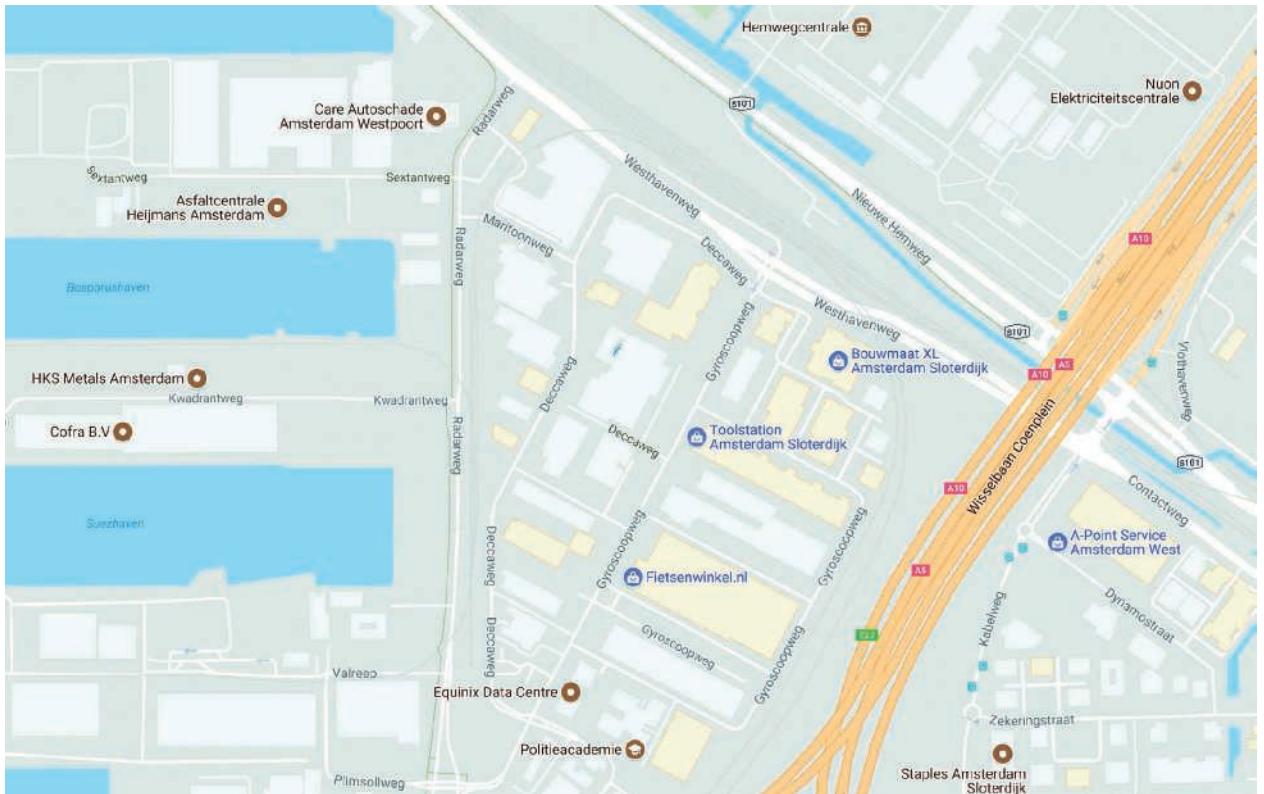 Hemwegcentrale
Nuon
Elektriciteitscentrale
Care Autoschade
Amsterdam Westpoort
Radarweg
S101
Sextantweg
Sextantweg
Westhavenweg
Asfaltcentrale
Heijmans Amsterdam
Nieuwe Hemweg
Maritoonweg
Radarweg
Deccaweg
A10
Bosporushaven
Gyroscoopweg
Westhavenweg
S101
Bouwmaat XL
Amsterdam Sloterdijk
A5
A10
Vlothavenweg
HKS Metals Amsterdam
Kwadrantweg
Kwadrantweg
Deccaweg
Cofra B.V
Radarweg
Deccaweg
Toolstation
Amsterdam Sloterdijk
Wisselbaan Coenplein
S101
A10
Contactweg
Suezhaven
Deccaweg
Gyroscoopweg
Gyroscoopweg
A-Point Service
Amsterdam West
A5
Fietsenwinkel.nl
Dynamostraat
Kabelweg
Deccaweg
Gyroscoopweg
Gyroscoopweg
E22
Valreep
Equinix Data Centre
Zekeringstraat
Politieacademie
Plimsollweg
Staples Amsterdam
Sloterdijk